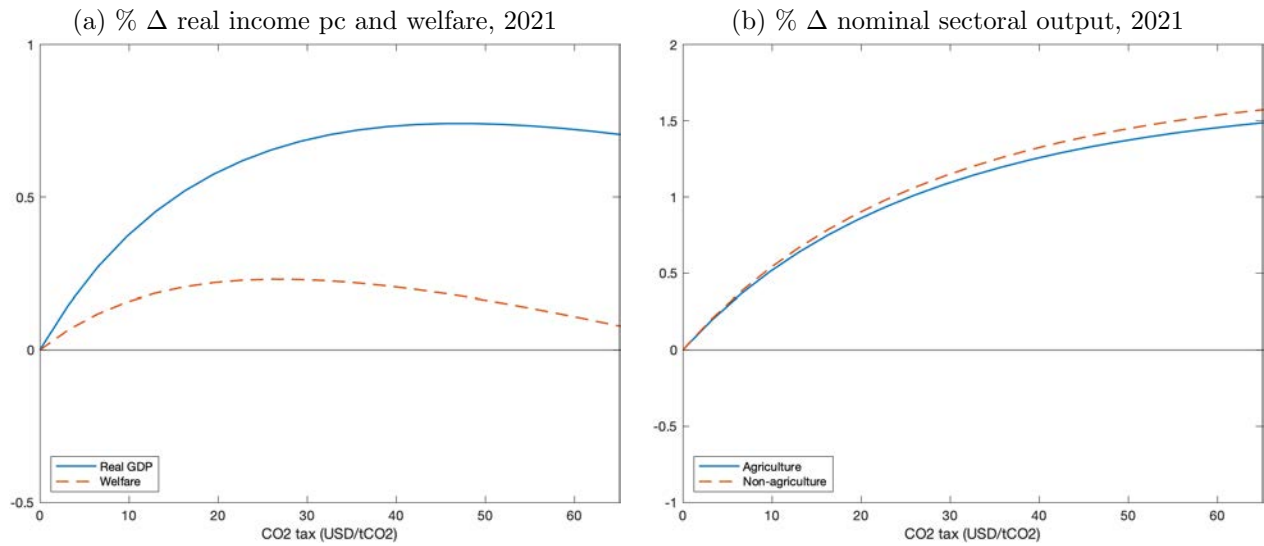 (a) % Δ real income pc and welfare, 2021
1
0.5
0
-0.5
0 10 20 30 40 50 60
CO2 tax (USD/tCO2)
Real GDP
Welfare
(b) % Δ nominal sectoral output, 2021
2
1.5
1
0.5
0
-0.5
-1
0 10 20 30 40 50 60
CO2 tax (USD/tCO2)
Agriculture
Non-agriculture